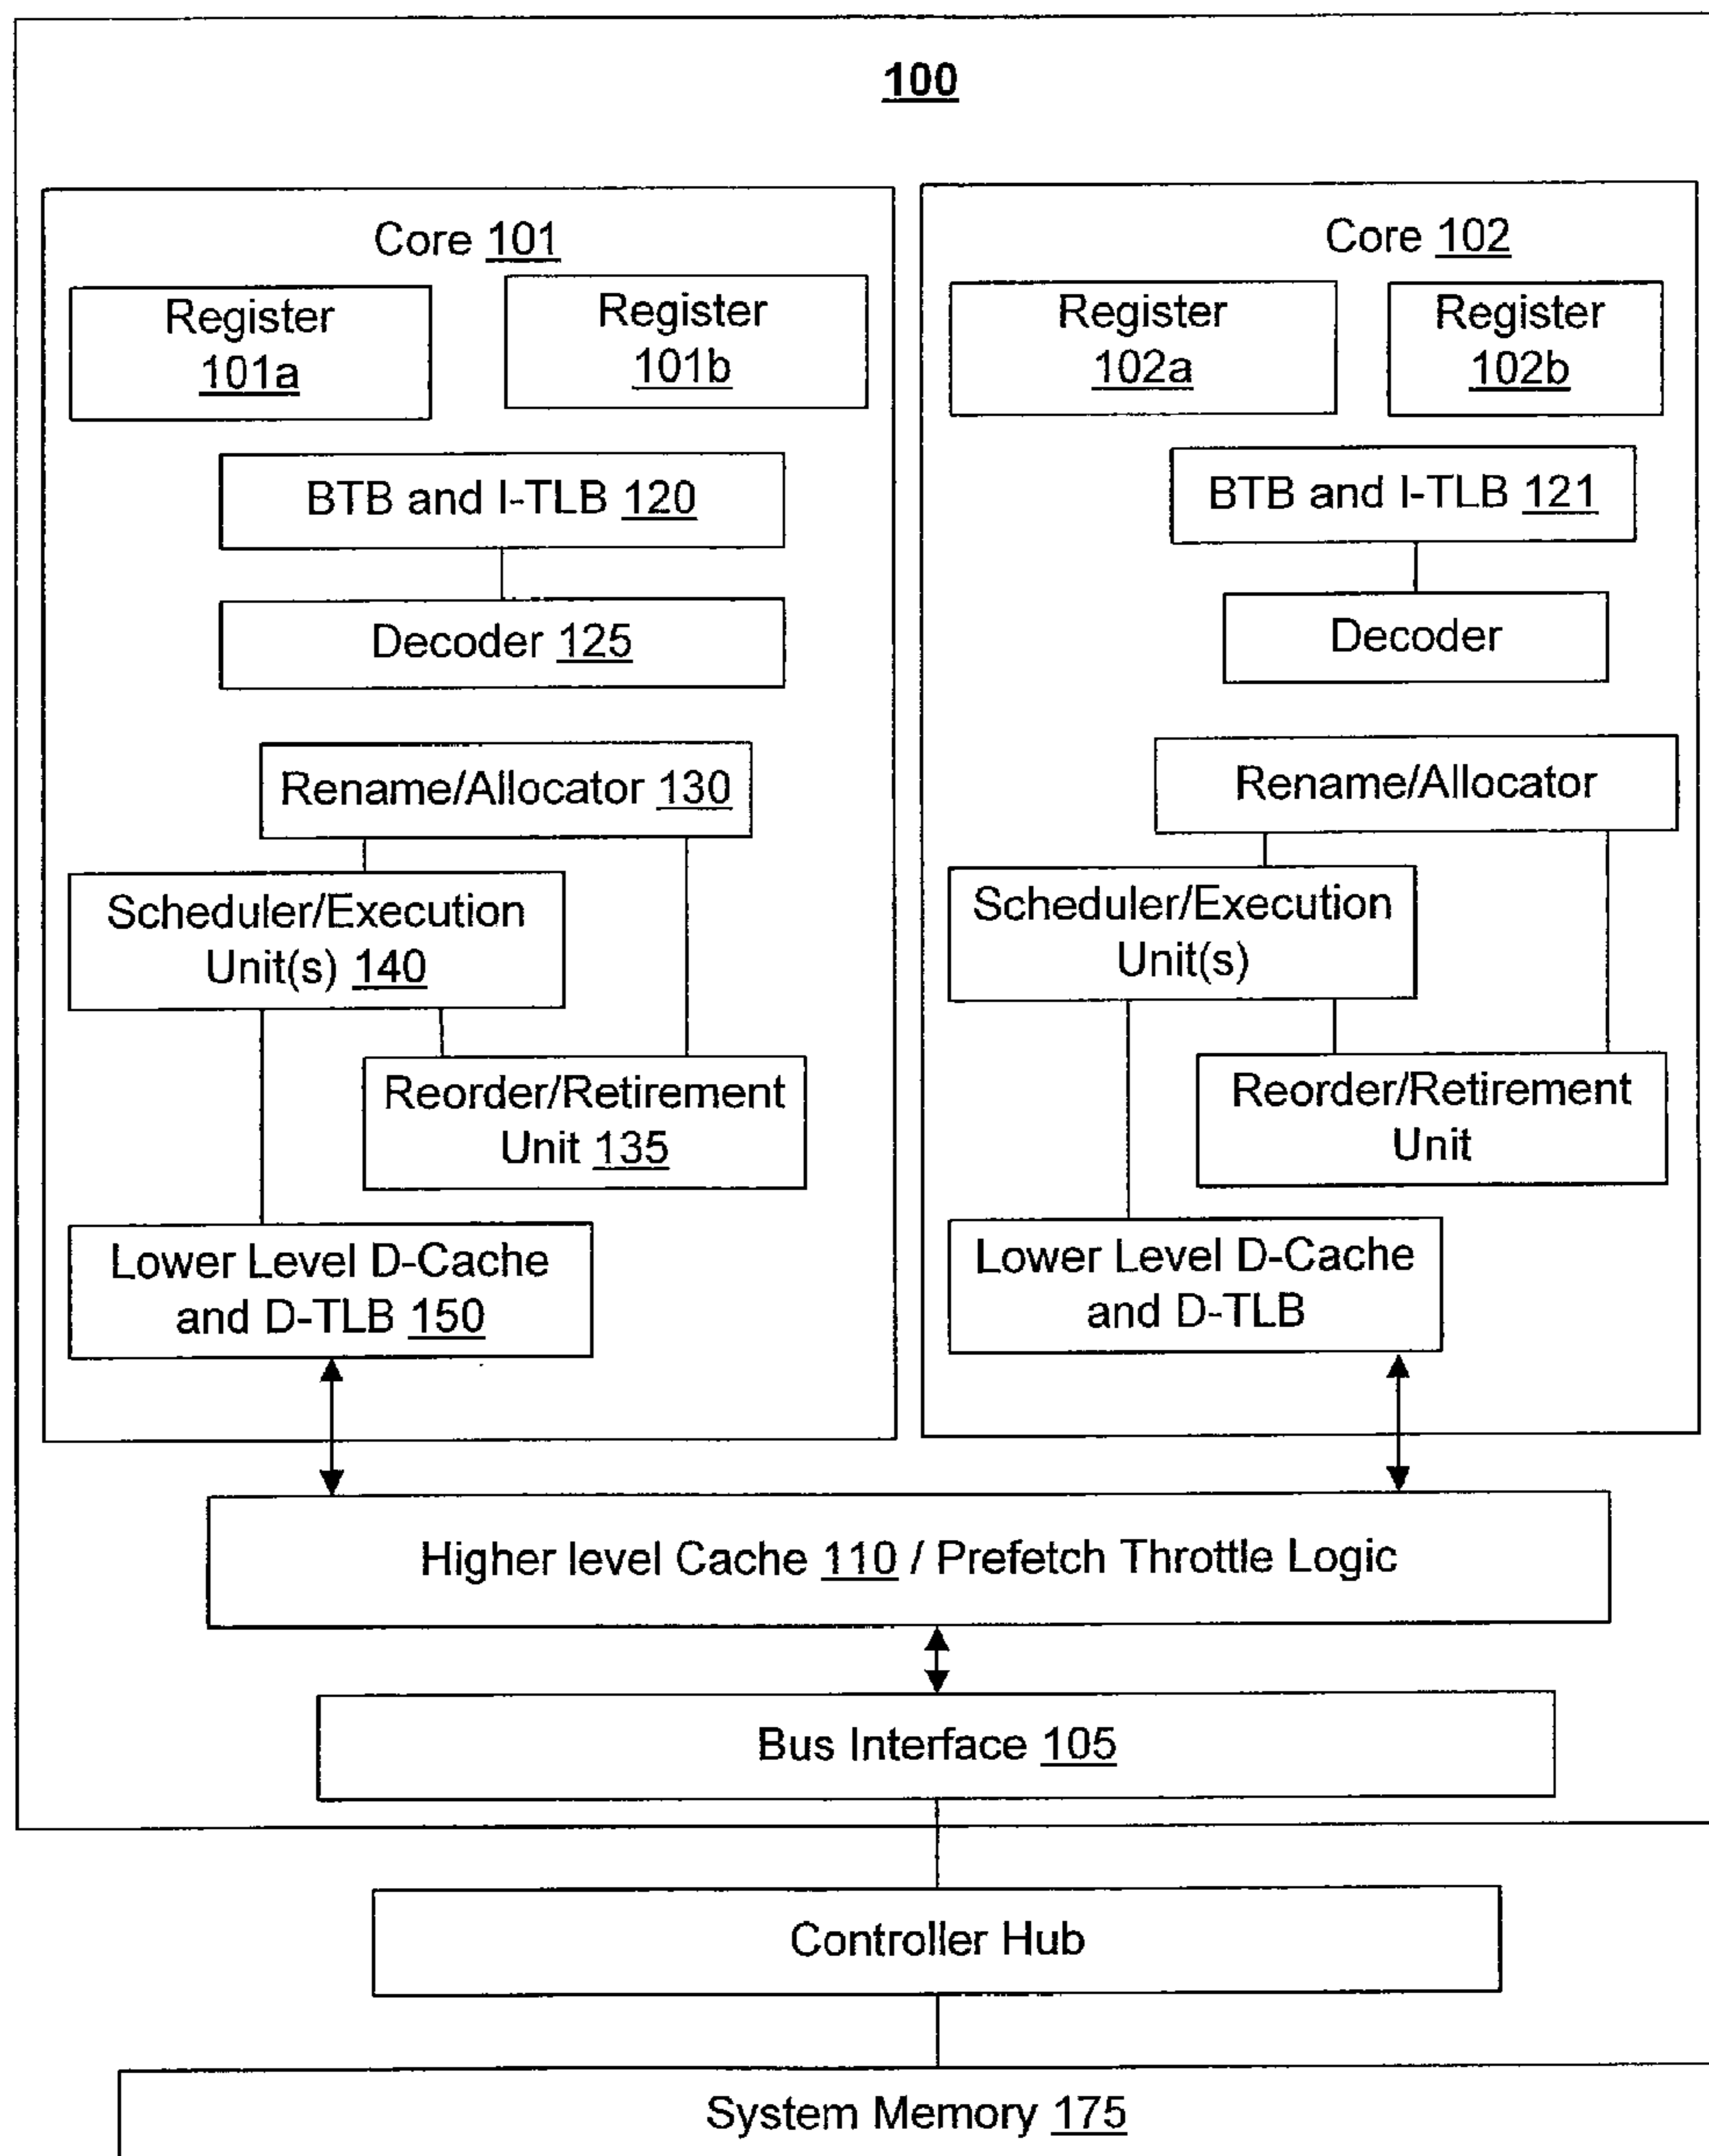 100
Core 101
Register
101a
Register
101b
BTB and I-TLB 120
Decoder 125
Rename/Allocator 130
Scheduler/Execution
Unit(s) 140
Reorder/Retirement
Unit 135
Lower Level D-Cache
and D-TLB 150
Core 102
Register
102a
Register
102b
BTB and I-TLB 121
Decoder
Rename/Allocator
Scheduler/Execution
Unit(s)
Reorder/Retirement
Unit
Lower Level D-Cache
and D-TLB
Higher level Cache 110 / Prefetch Throttle Logic
Bus Interface 105
Controller Hub
System Memory 175